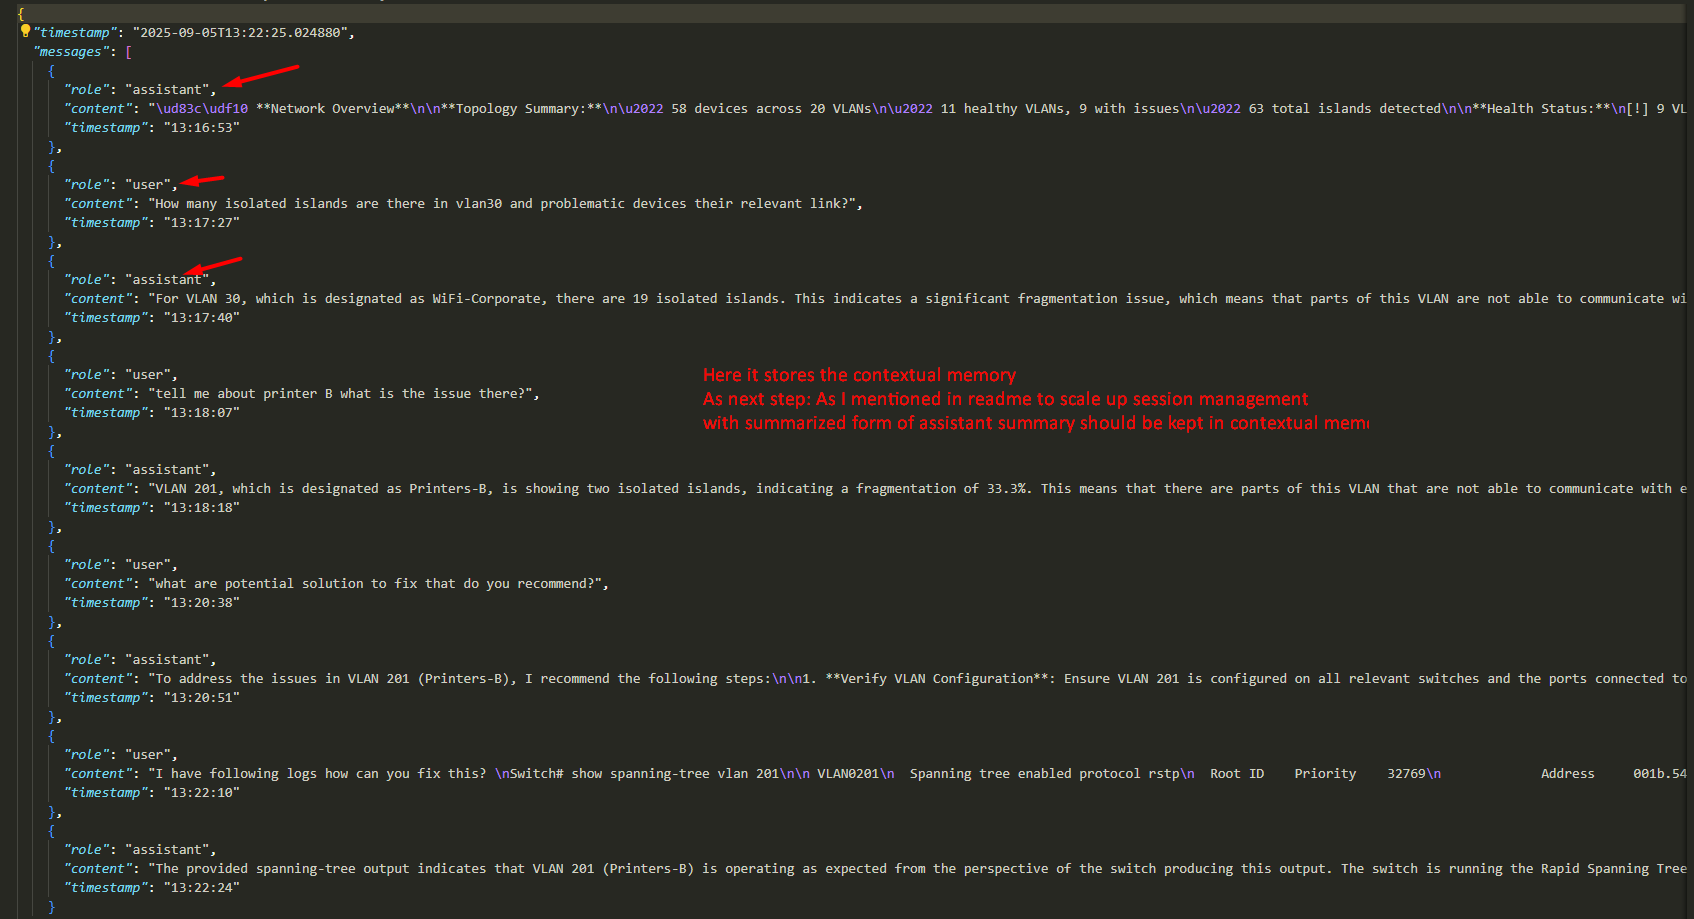 {
"timestamp": "2025-09-05T13:22:25.024880",
"messages": [
{
"role": "assistant",
"content": "\ud83c\udf10 **Network Overview**\n\n**Topology Summary:**\n\u2022 58 devices across 20 VLANs\n\u2022 11 healthy VLANs, 9 with issues\n\u2022 63 total islands detected\n\n**Health Status:**\n[!] 9 VL
"timestamp": "13:16:53"
},
{
"role": "user",
"content": "How many isolated islands are there in vlan30 and problematic devices their relevant link?",
"timestamp": "13:17:27"
},
{
"role": "assistant",
"content": "For VLAN 30, which is designated as WiFi-Corporate, there are 19 isolated islands. This indicates a significant fragmentation issue, which means that parts of this VLAN are not able to communicate wi
"timestamp": "13:17:40"
},
{
"role": "user",
"content": "tell me about printer B what is the issue there?",
"timestamp": "13:18:07"
},
Here it stores the contextual memory
As next step: As I mentioned in readme to scale up session management
with summarized form of assistant summary should be kept in contextual mem
{
"role": "assistant",
"content": "VLAN 201, which is designated as Printers-B, is showing two isolated islands, indicating a fragmentation of 33.3%. This means that there are parts of this VLAN that are not able to communicate with e
"timestamp": "13:18:18"
},
{
"role": "user",
"content": "what are potential solution to fix that do you recommend?",
"timestamp": "13:20:38"
},
{
"role": "assistant",
"content": "To address the issues in VLAN 201 (Printers-B), I recommend the following steps:\n\n1. **Verify VLAN Configuration**: Ensure VLAN 201 is configured on all relevant switches and the ports connected to
"timestamp": "13:20:51"
},
{
"role": "user",
"content": "I have following logs how can you fix this? \nSwitch# show spanning-tree vlan 201\n\n VLAN0201\n  Spanning tree enabled protocol rstp\n  Root ID    Priority    32769\n             Address     001b.54
"timestamp": "13:22:10"
},
{
"role": "assistant",
"content": "The provided spanning-tree output indicates that VLAN 201 (Printers-B) is operating as expected from the perspective of the switch producing this output. The switch is running the Rapid Spanning Tree
"timestamp": "13:22:24"
}